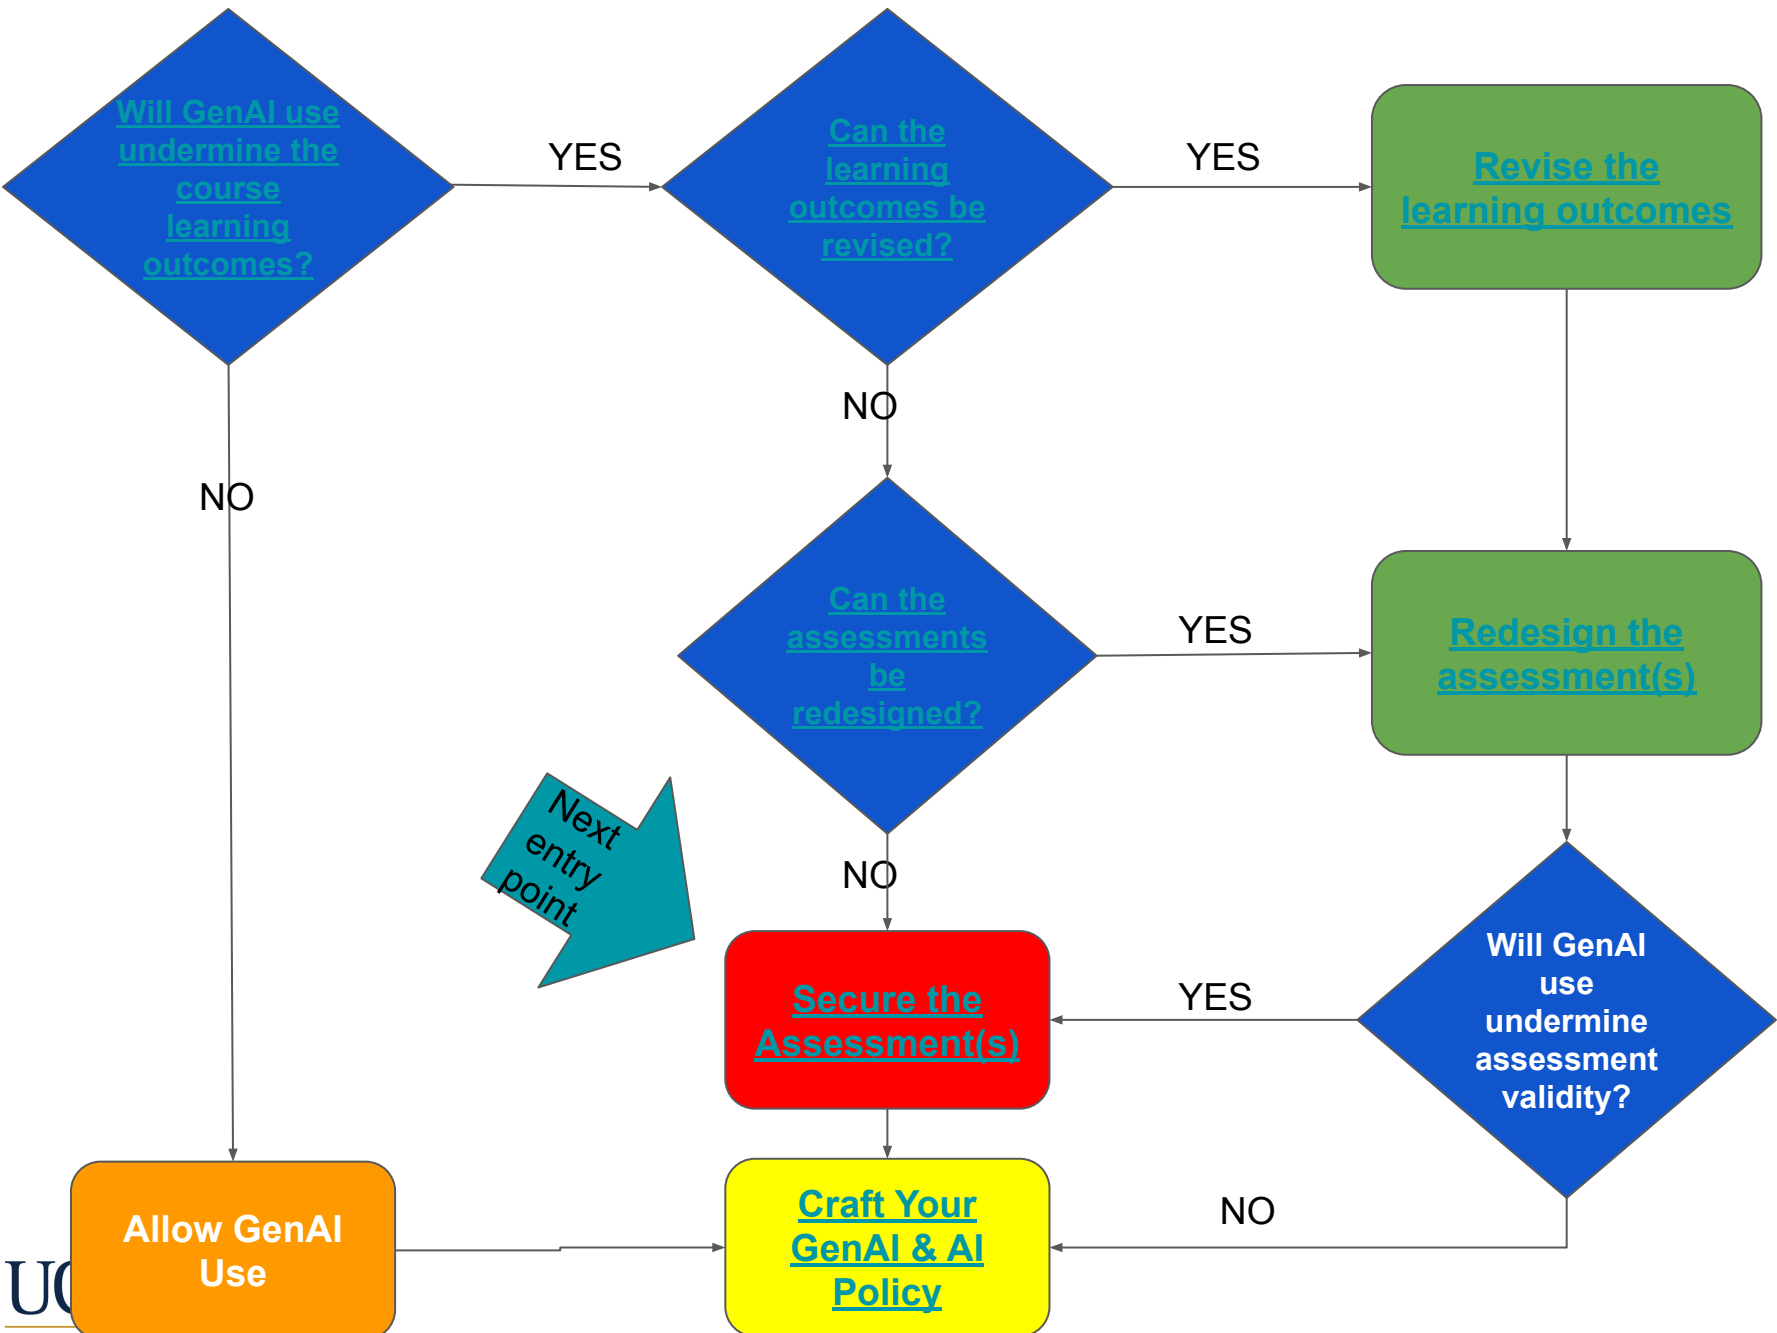 Will GenAI use
undermine the
course
learning
outcomes?
YES
Can the
learning
outcomes be
revised?
YES
Revise the
learning outcomes
NO
NO
Can the
assessments
be
redesigned?
YES
Redesign the
assessment(s)
Next
entry
point
NO
Secure the
Assessment(s)
YES
Will GenAI
use
undermine
assessment
validity?
Allow GenAI
Use
Craft Your
GenAI & AI
Policy
NO